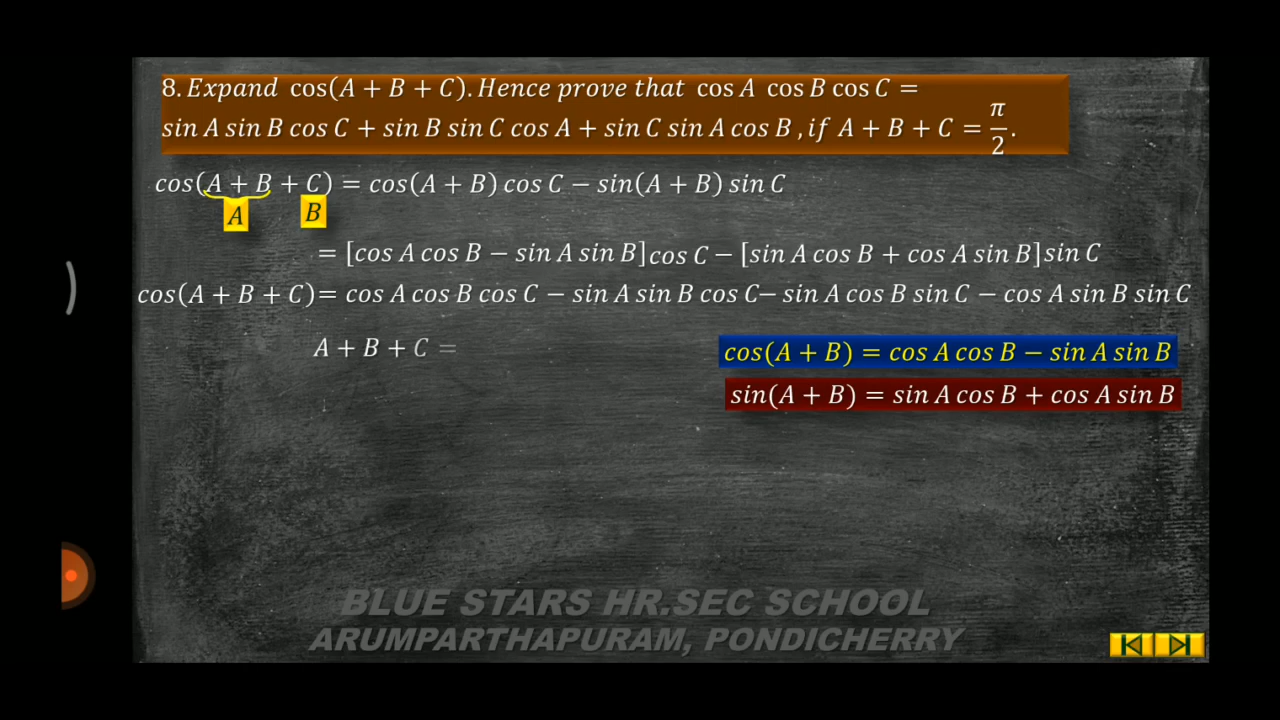 8. Expand cos(A + B + C). Hence prove that cos A cos B cos C =
sin A sin B cos C + sin B sin C cos A + sin C sin A cos B , if A + B + C = π/2.
cos(A + B + C) = cos(A + B) cos C − sin(A + B) sin C
A B
= [cos A cos B − sin A sin B] cos C − [sin A cos B + cos A sin B] sin C
cos(A + B + C)= cos A cos B cos C − sin A sin B cos C− sin A cos B sin C − cos A sin B sin C
A + B + C =
cos(A + B) = cos A cos B − sin A sin B
sin(A + B) = sin A cos B + cos A sin B
BLUE STARS HR.SEC SCHOOL
ARUMPARTHAPURAM, PONDICHERRY